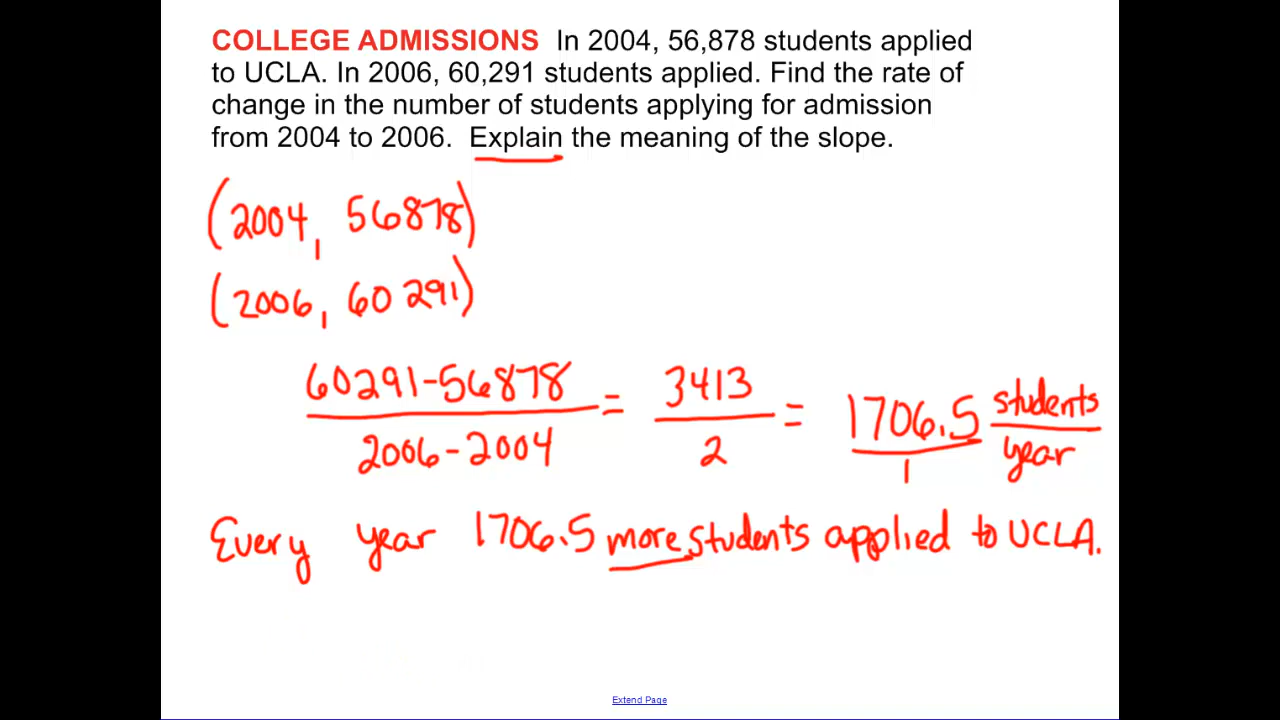 COLLEGE ADMISSIONS In 2004, 56,878 students applied
to UCLA. In 2006, 60,291 students applied. Find the rate of
change in the number of students applying for admission
from 2004 to 2006. Explain the meaning of the slope.
(2004, 56878)
(2006, 60291)
60291-56878 = 3413 = 1706.5 students
2006-2004 2 1 year
Every year 1706.5 more students applied to UCLA.
Extend Page